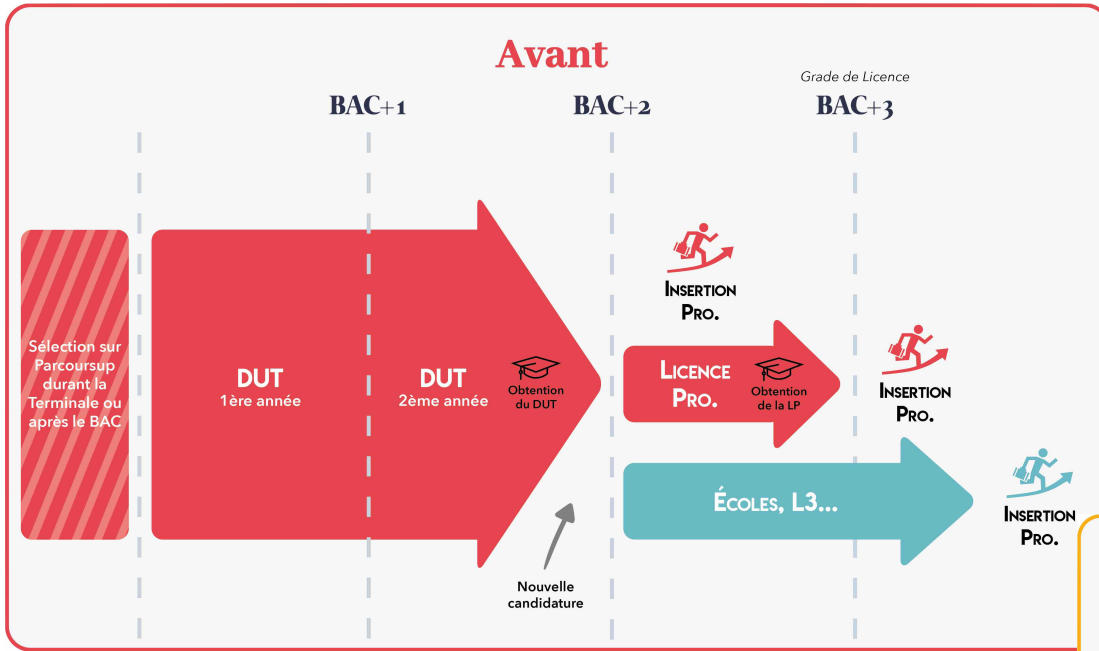 Avant
Grade de Licence
BAC+1
BAC+2
BAC+3
Sélection sur
Parcoursup
durant la
Terminale ou
après le BAC
DUT
1ère année
DUT
2ème année
Obtention
du DUT
Nouvelle
candidature
INSERTION
PRO.
LICENCE
PRO.
Obtention
de la LP
INSERTION
PRO.
ÉCOLES, L3...
INSERTION
PRO.